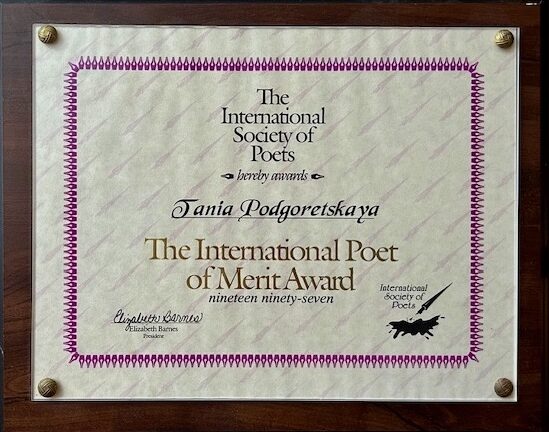 The
International
Society of
Poets
hereby awards
Tania Podgoretskaya
The International Poet
of Merit Award
nineteen ninety-seven
Elizabeth Barnes
Elizabeth Barnes
President
International
Society of
Poets